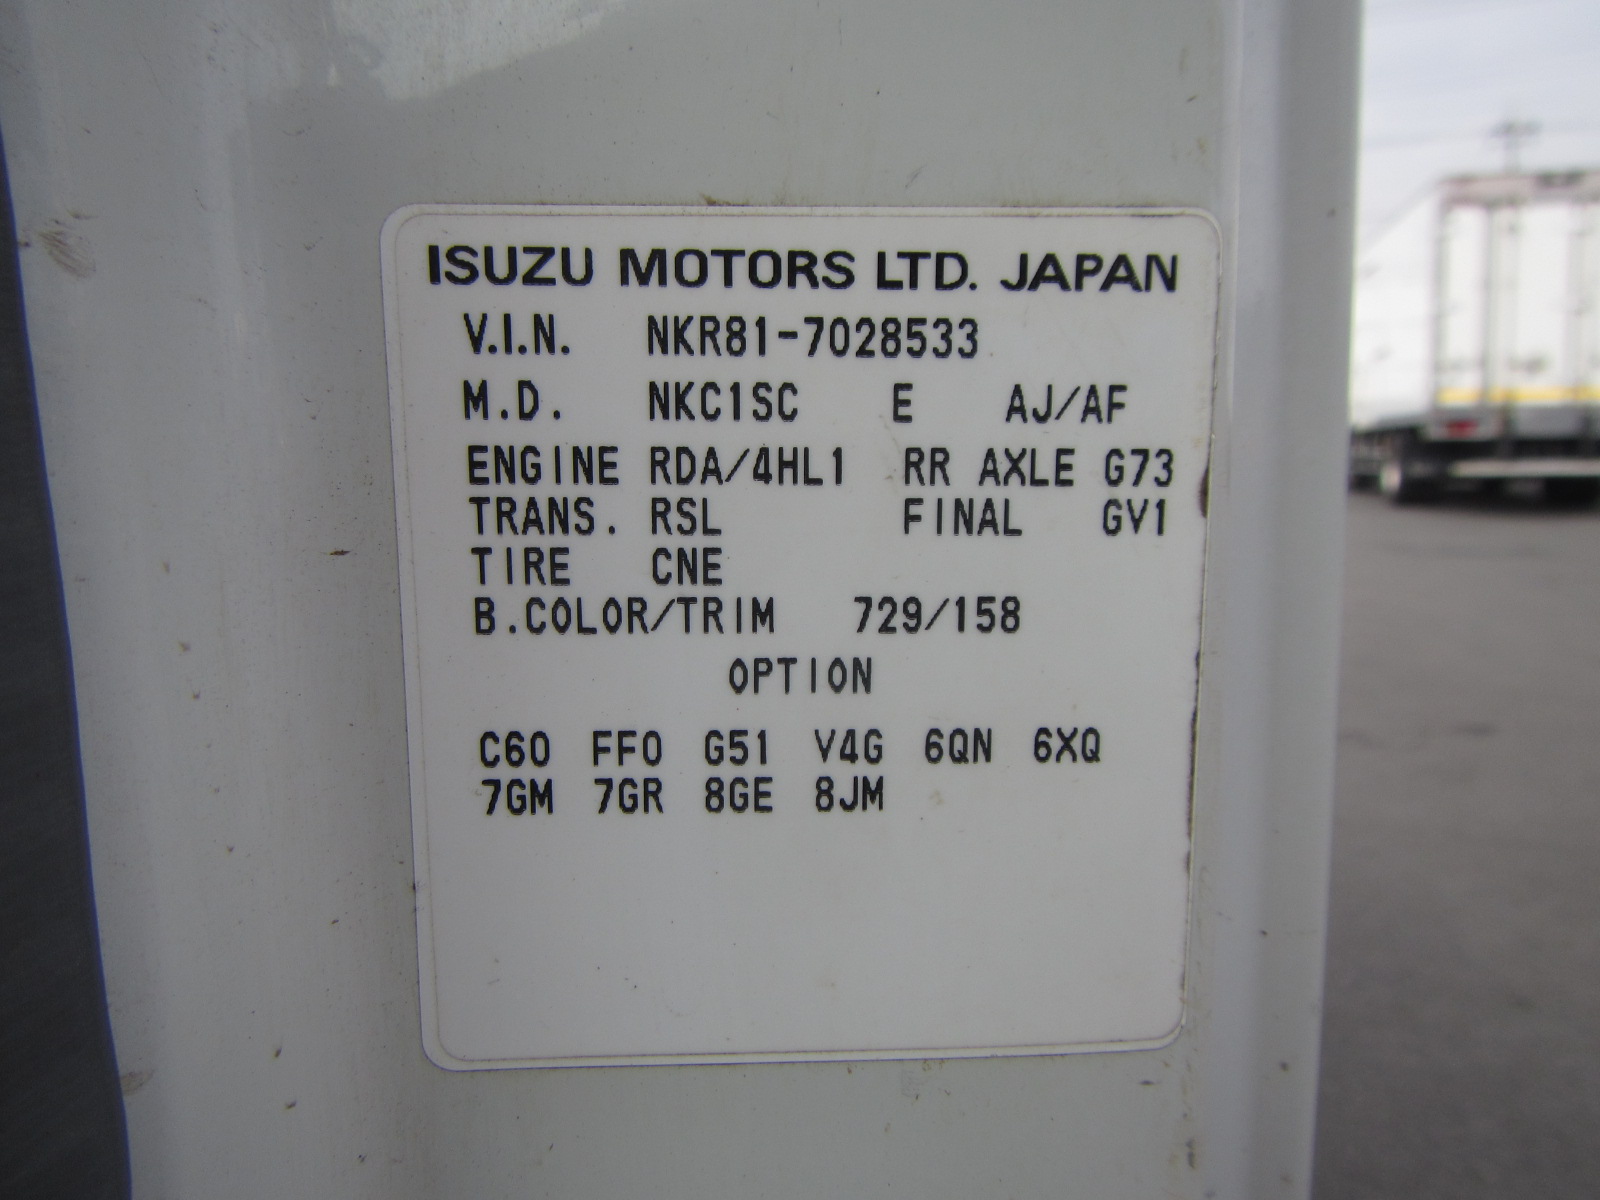 ISUZU MOTORS LTD. JAPAN
V.I.N. NKR81-7028533
M.D. NKC1SC E AJ/AF
ENGINE RDA/4HL1 RR AXLE G73
TRANS. RSL FINAL GV1
TIRE CNE
B.COLOR/TRIM 729/158
OPTION
C60 FF0 G51 V4G 6QN 6XQ
7GM 7GR 8GE 8JM